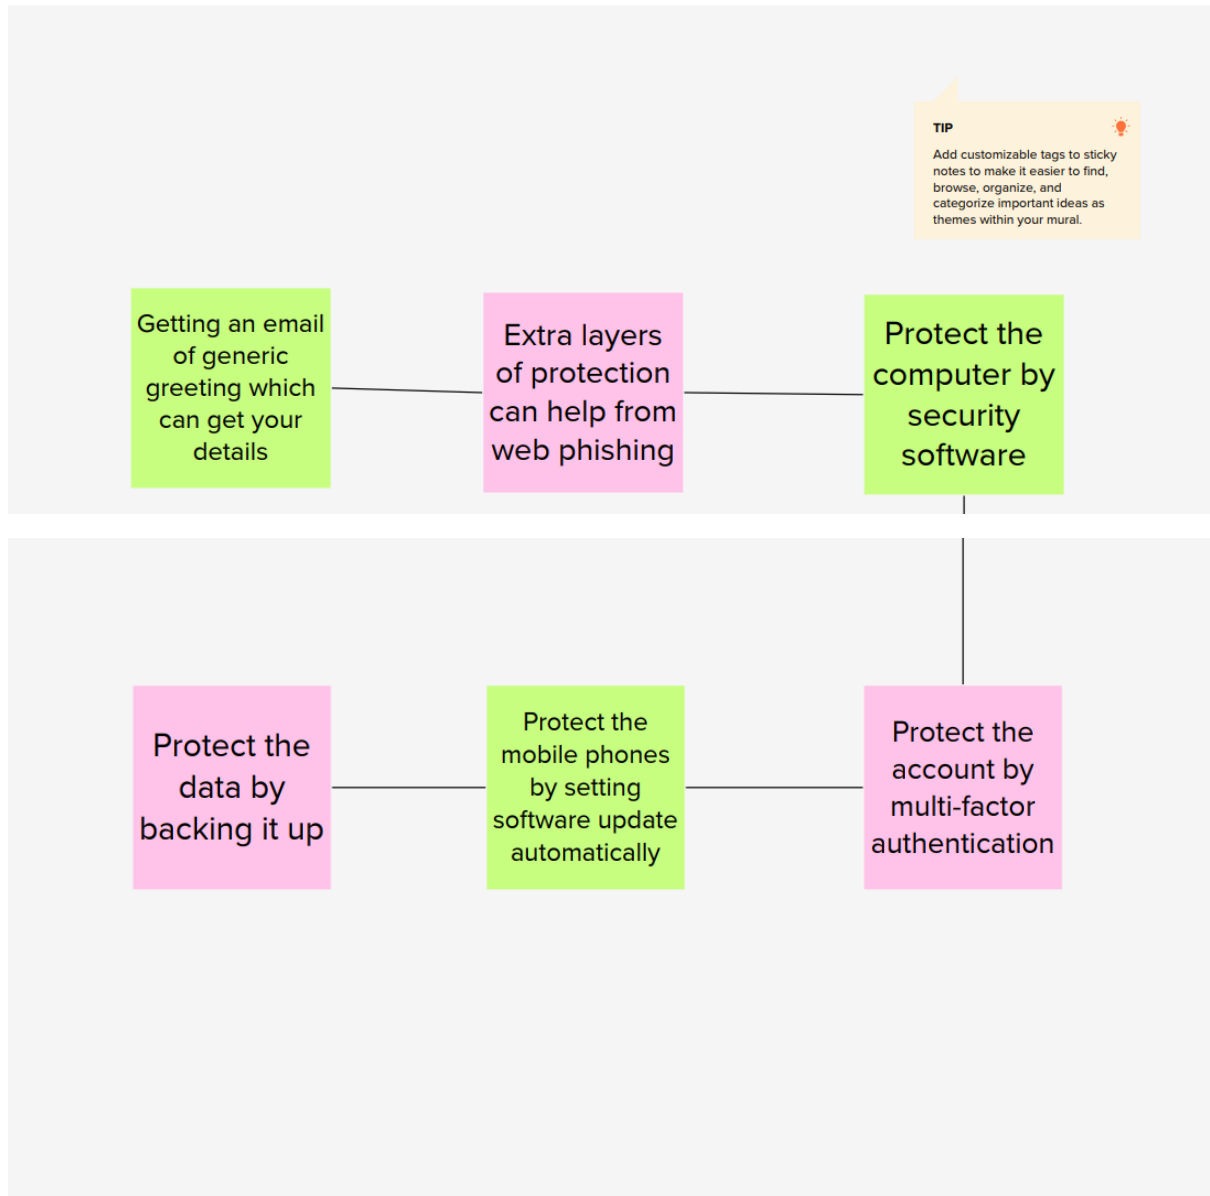 TIP
Add customizable tags to sticky
notes to make it easier to find,
browse, organize, and
categorize important ideas as
themes within your mural.
Getting an email
of generic
greeting which
can get your
details
Extra layers
of protection
can help from
web phishing
Protect the
computer by
security
software
Protect the
data by
backing it up
Protect the
mobile phones
by setting
software update
automatically
Protect the
account by
multi-factor
authentication